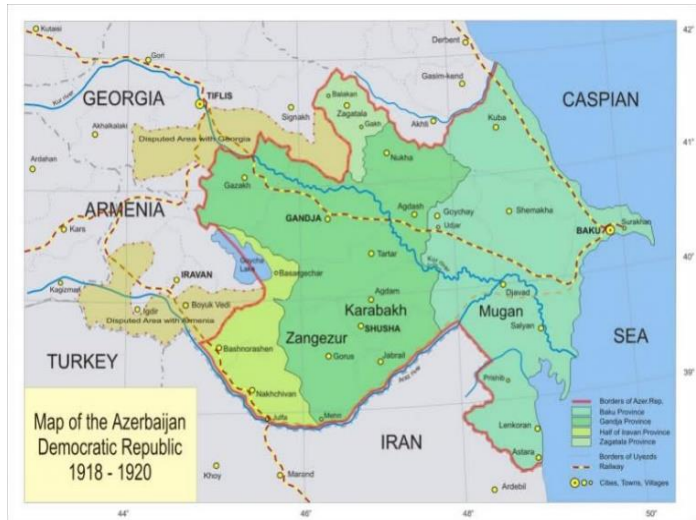 42°
Kutaisi
Gori
Derbent
Kur river
Gasim-kend
GEORGIA
TIFLIS
Balakan
Zagatala
CASPIAN
Signakh
Akhti
Kuba
Akhalkalaki
Disputed Area with Georgia
Gakh
41°
Nukha
Ardahan
Gazakh
ARMENIA
Agdash
Goychay
Shemakha
Surakhan
GANDJA
Udjar
BAKU
Kars
Goycha
Lake
Tartar
40°
IRAVAN
Basargechar
Kagizman
Djavad
Igdir
Boyuk Vedi
Agdam
Disputed Area with Armenia
Karabakh
Mugan
SHUSHA
Salyan
SEA
Bashnorashen
Zangezur
TURKEY
Gorus
Jabrail
39°
Araz river
Prishib
Nakhchivan
Map of the Azerbaijan
Democratic Republic
1918 - 1920
Julfa
IRAN
Lenkoran
Astara
Khoy
Marand
Ardebil
Borders of Azer.Rep.
Baku Province
Gandja Province
Half of Iravan Province
Zagatala Province
Borders of Uyezds
Railway
Cities, Towns, Villages
44°
46°
48°
50°